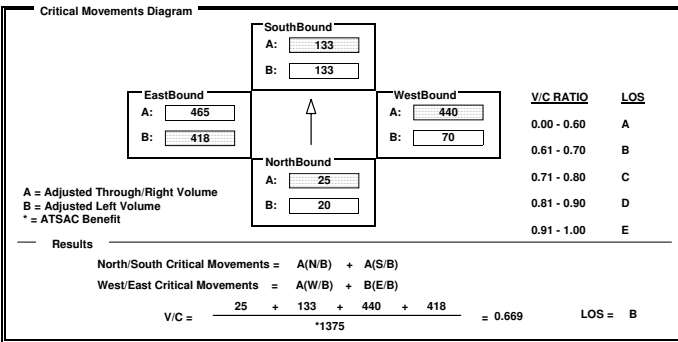 Critical Movements Diagram
SouthBound
A: 133
B: 133
EastBound
A: 465
B: 418
WestBound
A: 440
B: 70
NorthBound
A: 25
B: 20
V/C RATIO LOS
0.00 - 0.60 A
0.61 - 0.70 B
0.71 - 0.80 C
0.81 - 0.90 D
0.91 - 1.00 E
A = Adjusted Through/Right Volume
B = Adjusted Left Volume
* = ATSAC Benefit
Results
North/South Critical Movements = A(N/B) + A(S/B)
West/East Critical Movements = A(W/B) + B(E/B)
V/C = 25 + 133 + 440 + 418 = 0.669 LOS = B
*1375